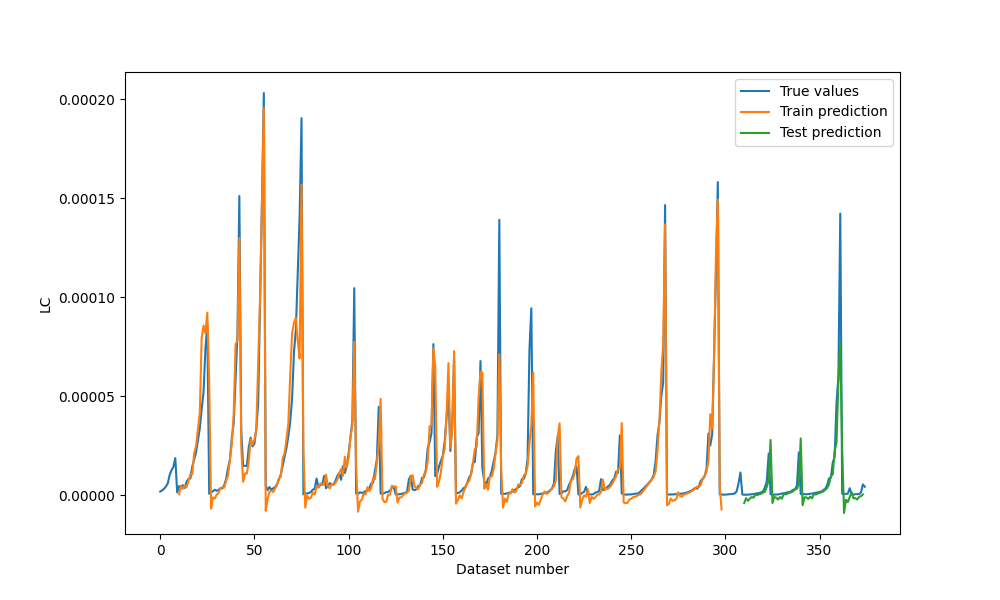 0.00020
0.00015
0.00010
0.00005
0.00000
LC
0
50
100
150
200
250
300
350
Dataset number
True values
Train prediction
Test prediction